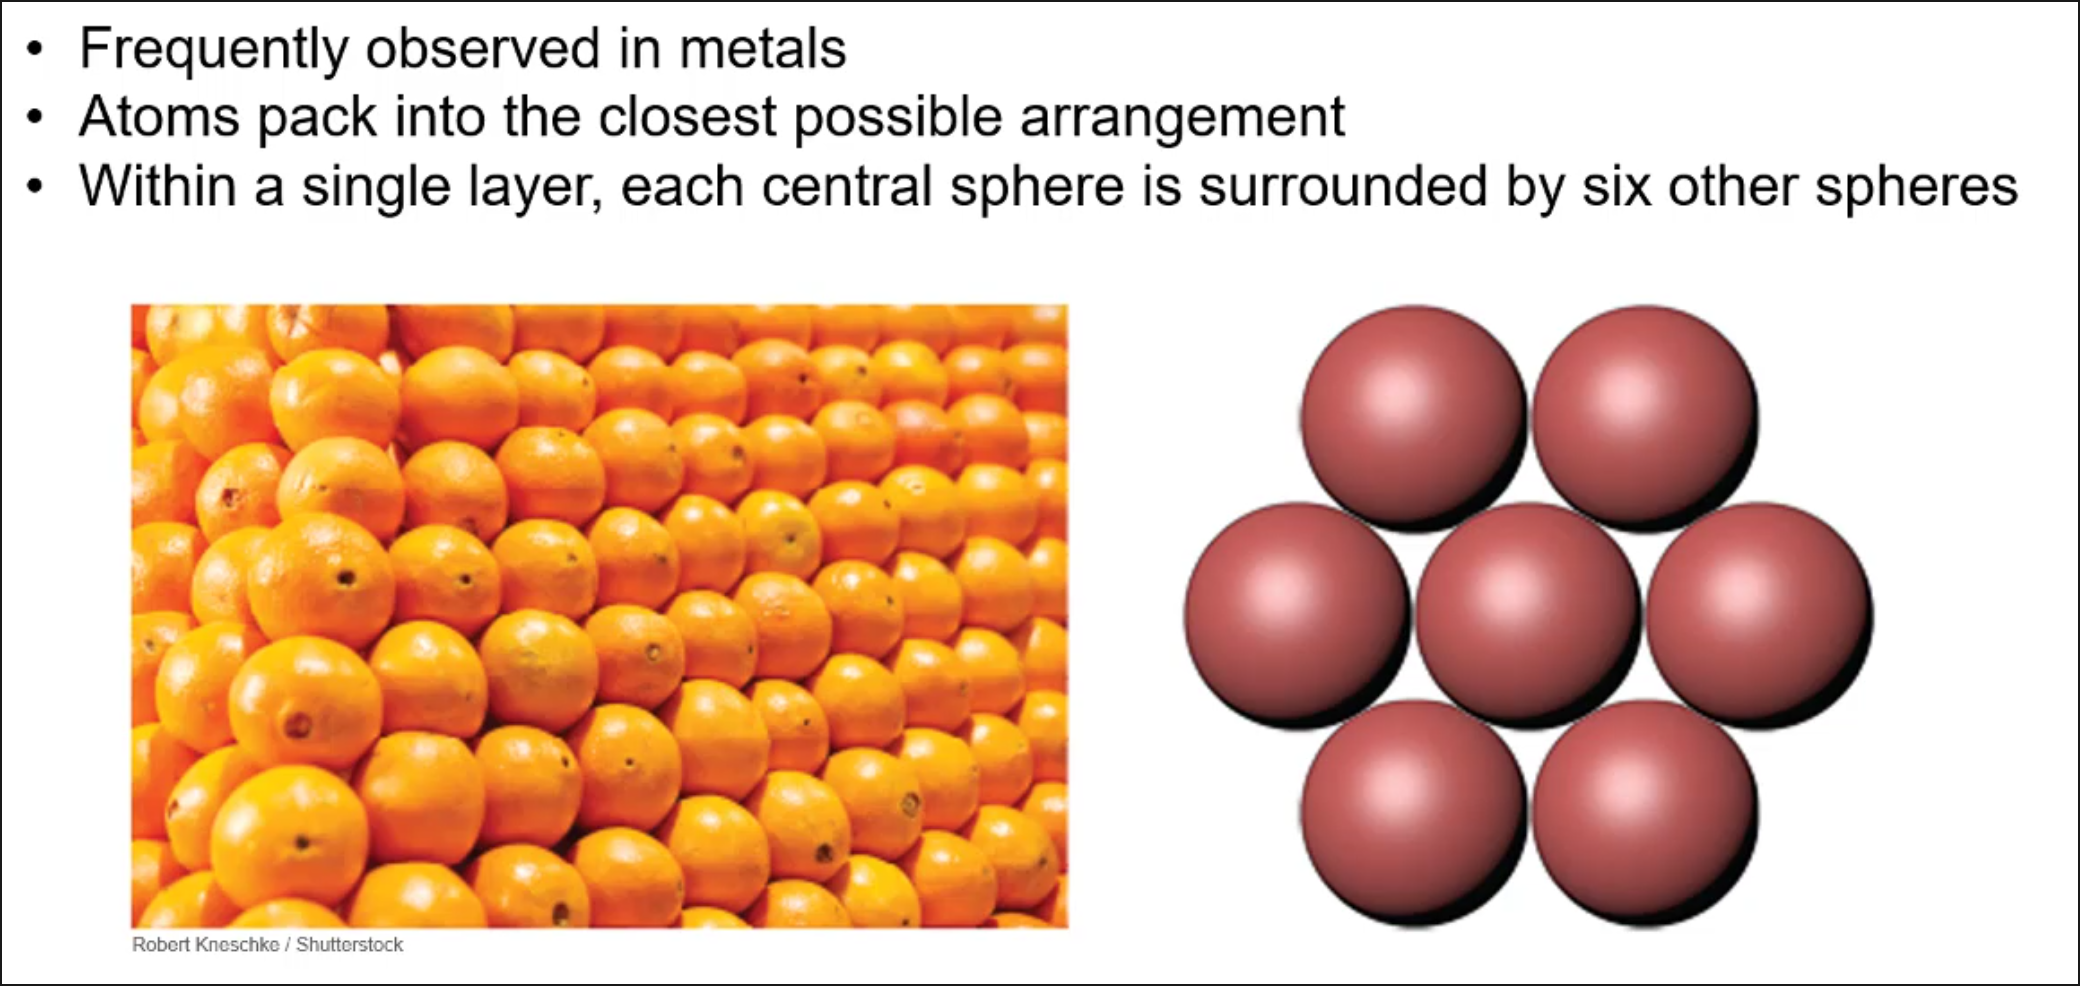 • Frequently observed in metals
• Atoms pack into the closest possible arrangement
• Within a single layer, each central sphere is surrounded by six other spheres
Robert Kneschke / Shutterstock